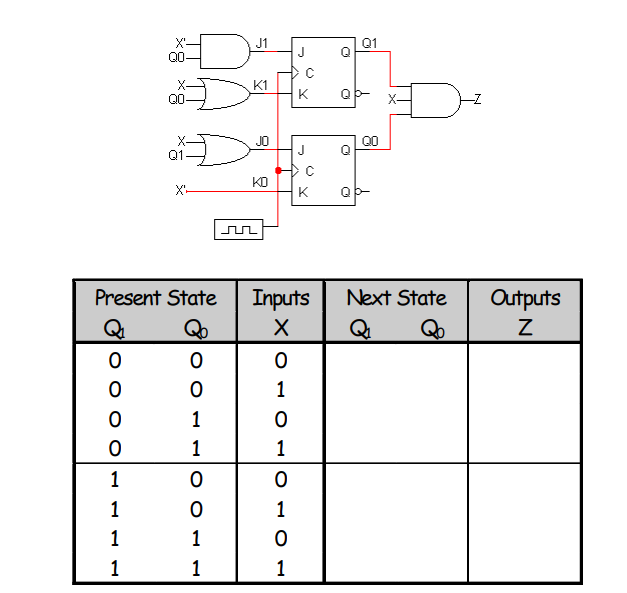 X' J1 J Q Q1
Q0
C
X K1 K Q X Z
Q0
X J0 J Q Q0
Q1
C
X' K0 K Q
Present State Inputs Next State Outputs
Q1 Q0 X Q1 Q0 Z
0 0 0
0 0 1
0 1 0
0 1 1
1 0 0
1 0 1
1 1 0
1 1 1